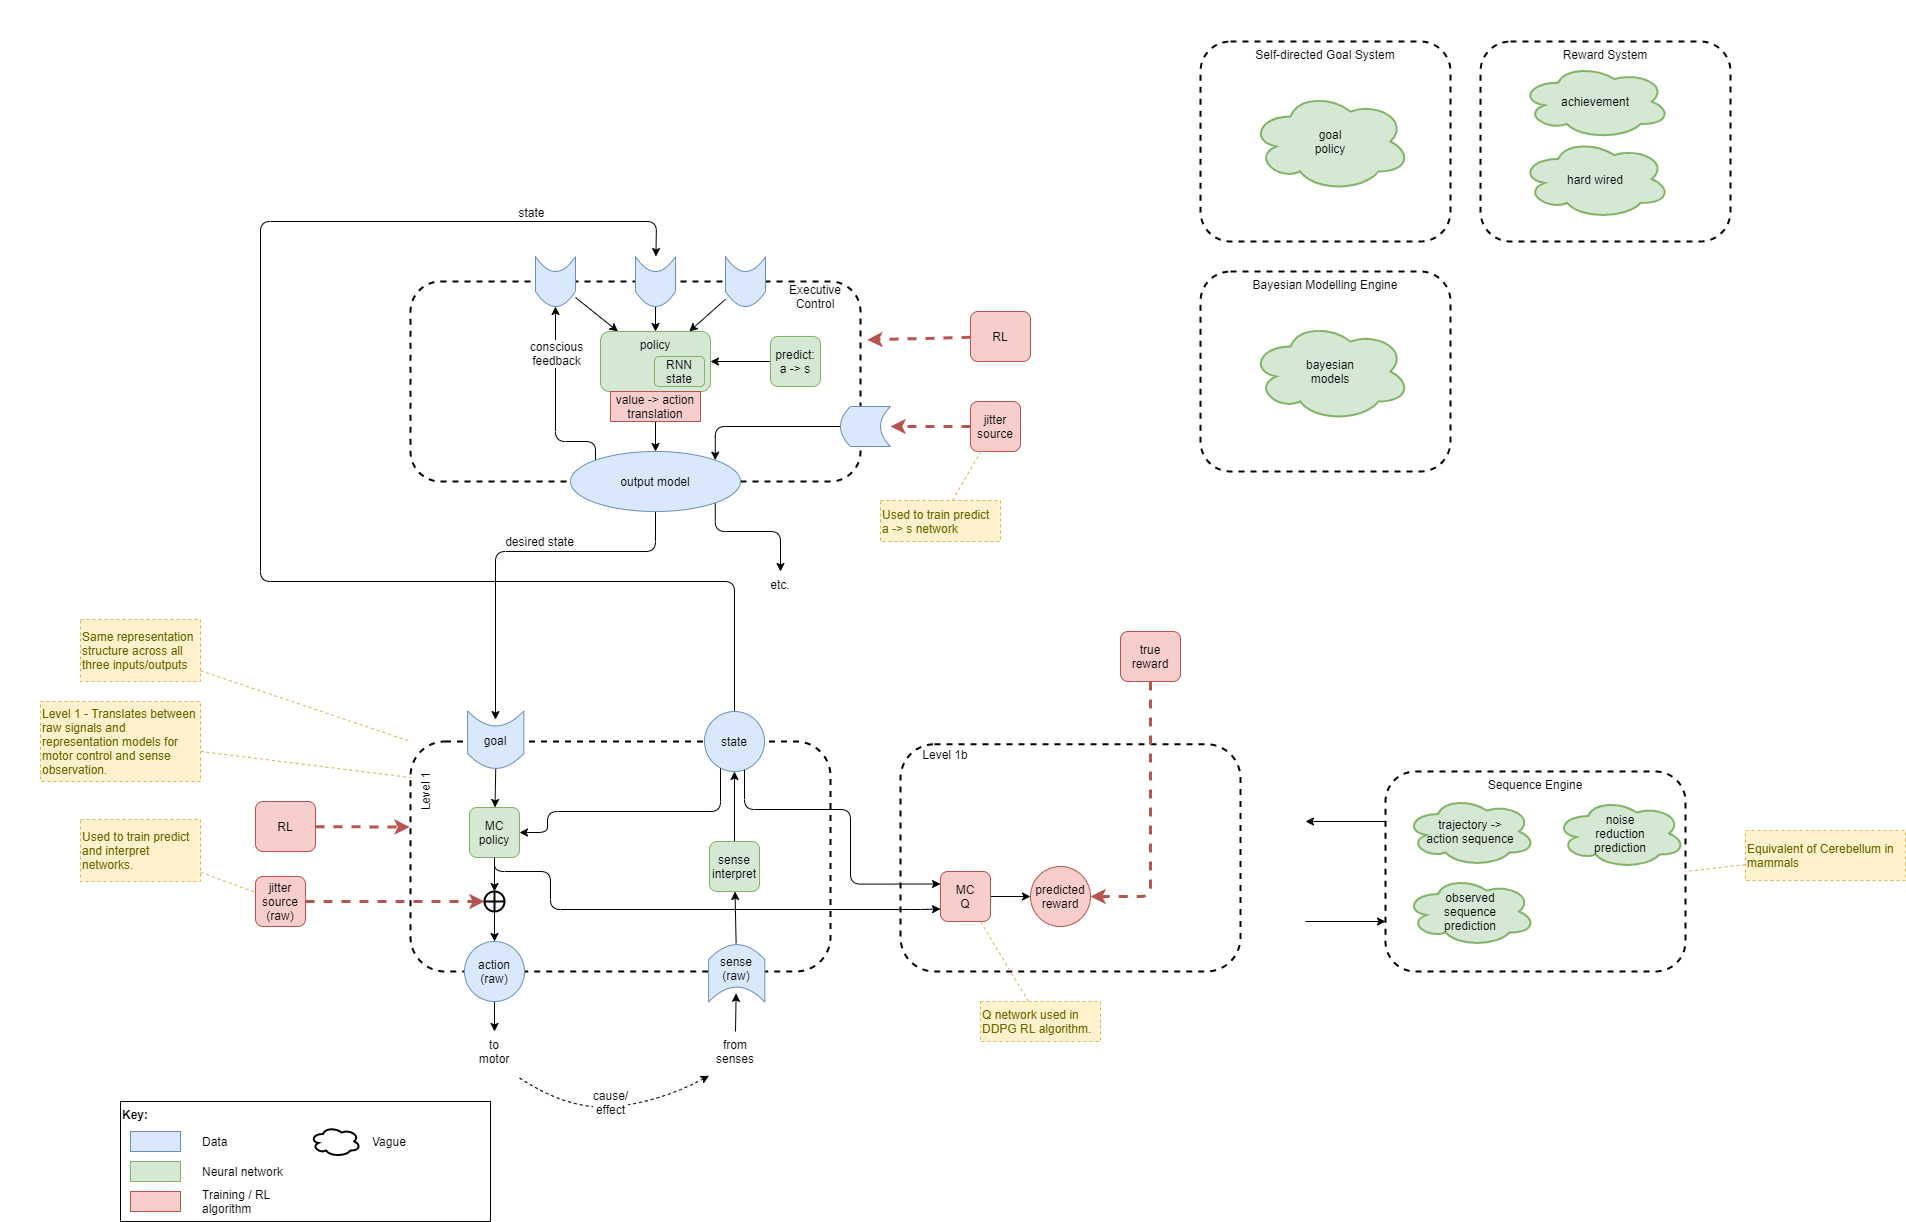 Self-directed Goal System
goal
policy
Reward System
achievement
hard wired
Bayesian Modelling Engine
bayesian
models
state
Executive
Control
conscious
feedback
policy
RNN
state
predict:
a -> s
value -> action
translation
output model
RL
jitter
source
Used to train predict
a -> s network
desired state
etc.
Same representation
structure across all
three inputs/outputs
Level 1 - Translates between
raw signals and
representation models for
motor control and sense
observation.
RL
Used to train predict
and interpret
networks.
jitter
source
(raw)
Level 1
goal
state
MC
policy
sense
interpret
action
(raw)
sense
(raw)
to
motor
from
senses
cause/
effect
true
reward
Level 1b
MC
Q
predicted
reward
Q network used in
DDPG RL algorithm.
Sequence Engine
trajectory ->
action sequence
noise
reduction
prediction
observed
sequence
prediction
Equivalent of Cerebellum in
mammals
Key:
Data
Vague
Neural network
Training / RL
algorithm